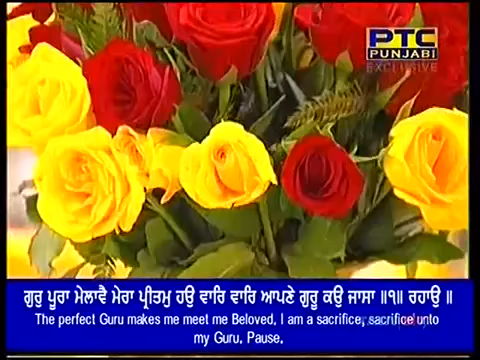 PTC
PUNJABI
EXCLUSIVE
ਗੁਰੁ ਪੂਰਾ ਮੇਲਾਵੈ ਮੇਰਾ ਪ੍ਰੀਤਮੁ ਹਉ ਵਾਰਿ ਵਾਰਿ ਆਪਣੇ ਗੁਰੂ ਕਉ ਜਾਸਾ ॥੧॥ ਰਹਾਉ ॥
The perfect Guru makes me meet me Beloved, I am a sacrifice, sacrifice unto
my Guru, Pause,